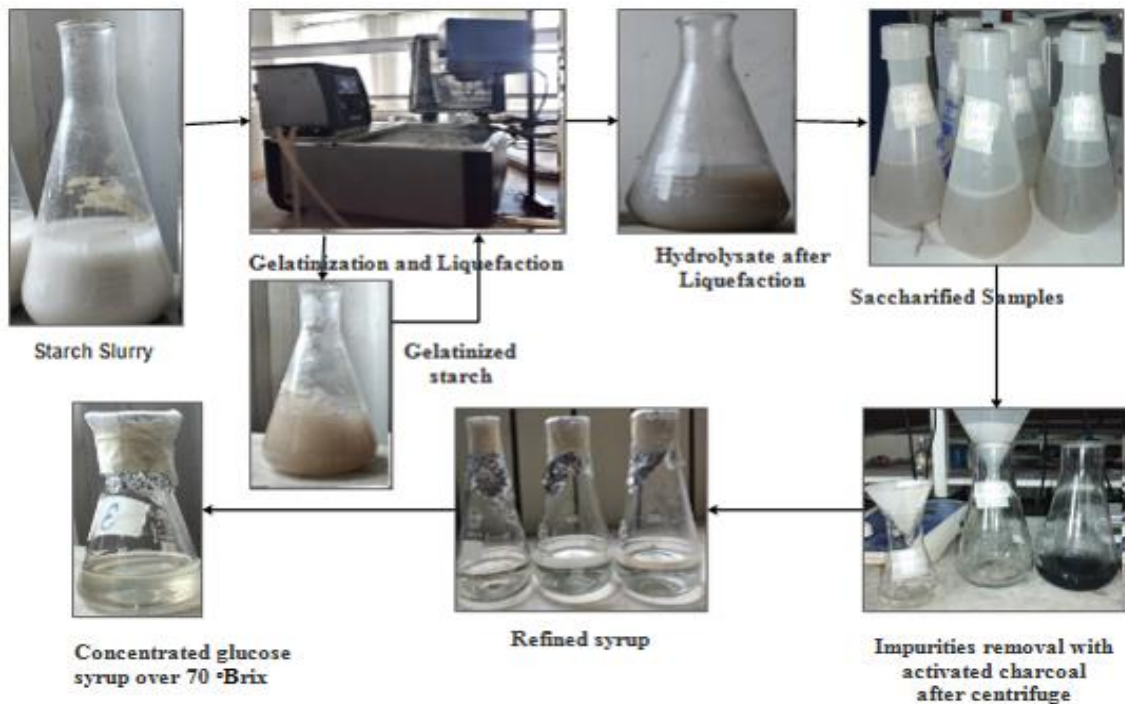 Starch Slurry
Gelatinization and Liquefaction
Gelatinized
starch
Hydrolysate after
Liquefaction
Saccharified Samples
Impurities removal with
activated charcoal
after centrifuge
Refined syrup
Concentrated glucose
syrup over 70 °Brix